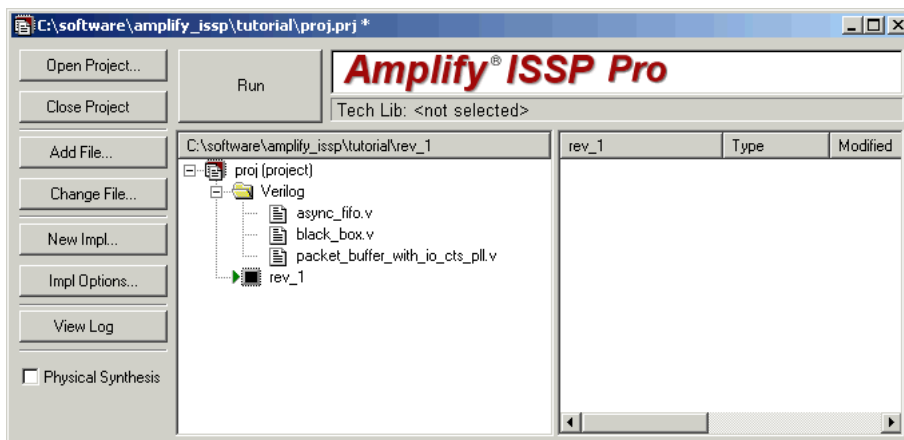 C:\software\amplify_issp\tutorial\proj.prj *
Open Project...
Close Project
Add File...
Change File...
New Impl...
Impl Options...
View Log
Physical Synthesis
Run
Amplify® ISSP Pro
Tech Lib: <not selected>
C:\software\amplify_issp\tutorial\rev_1
proj (project)
Verilog
async_fifo.v
black_box.v
packet_buffer_with_io_cts_pll.v
rev_1
rev_1 Type Modified